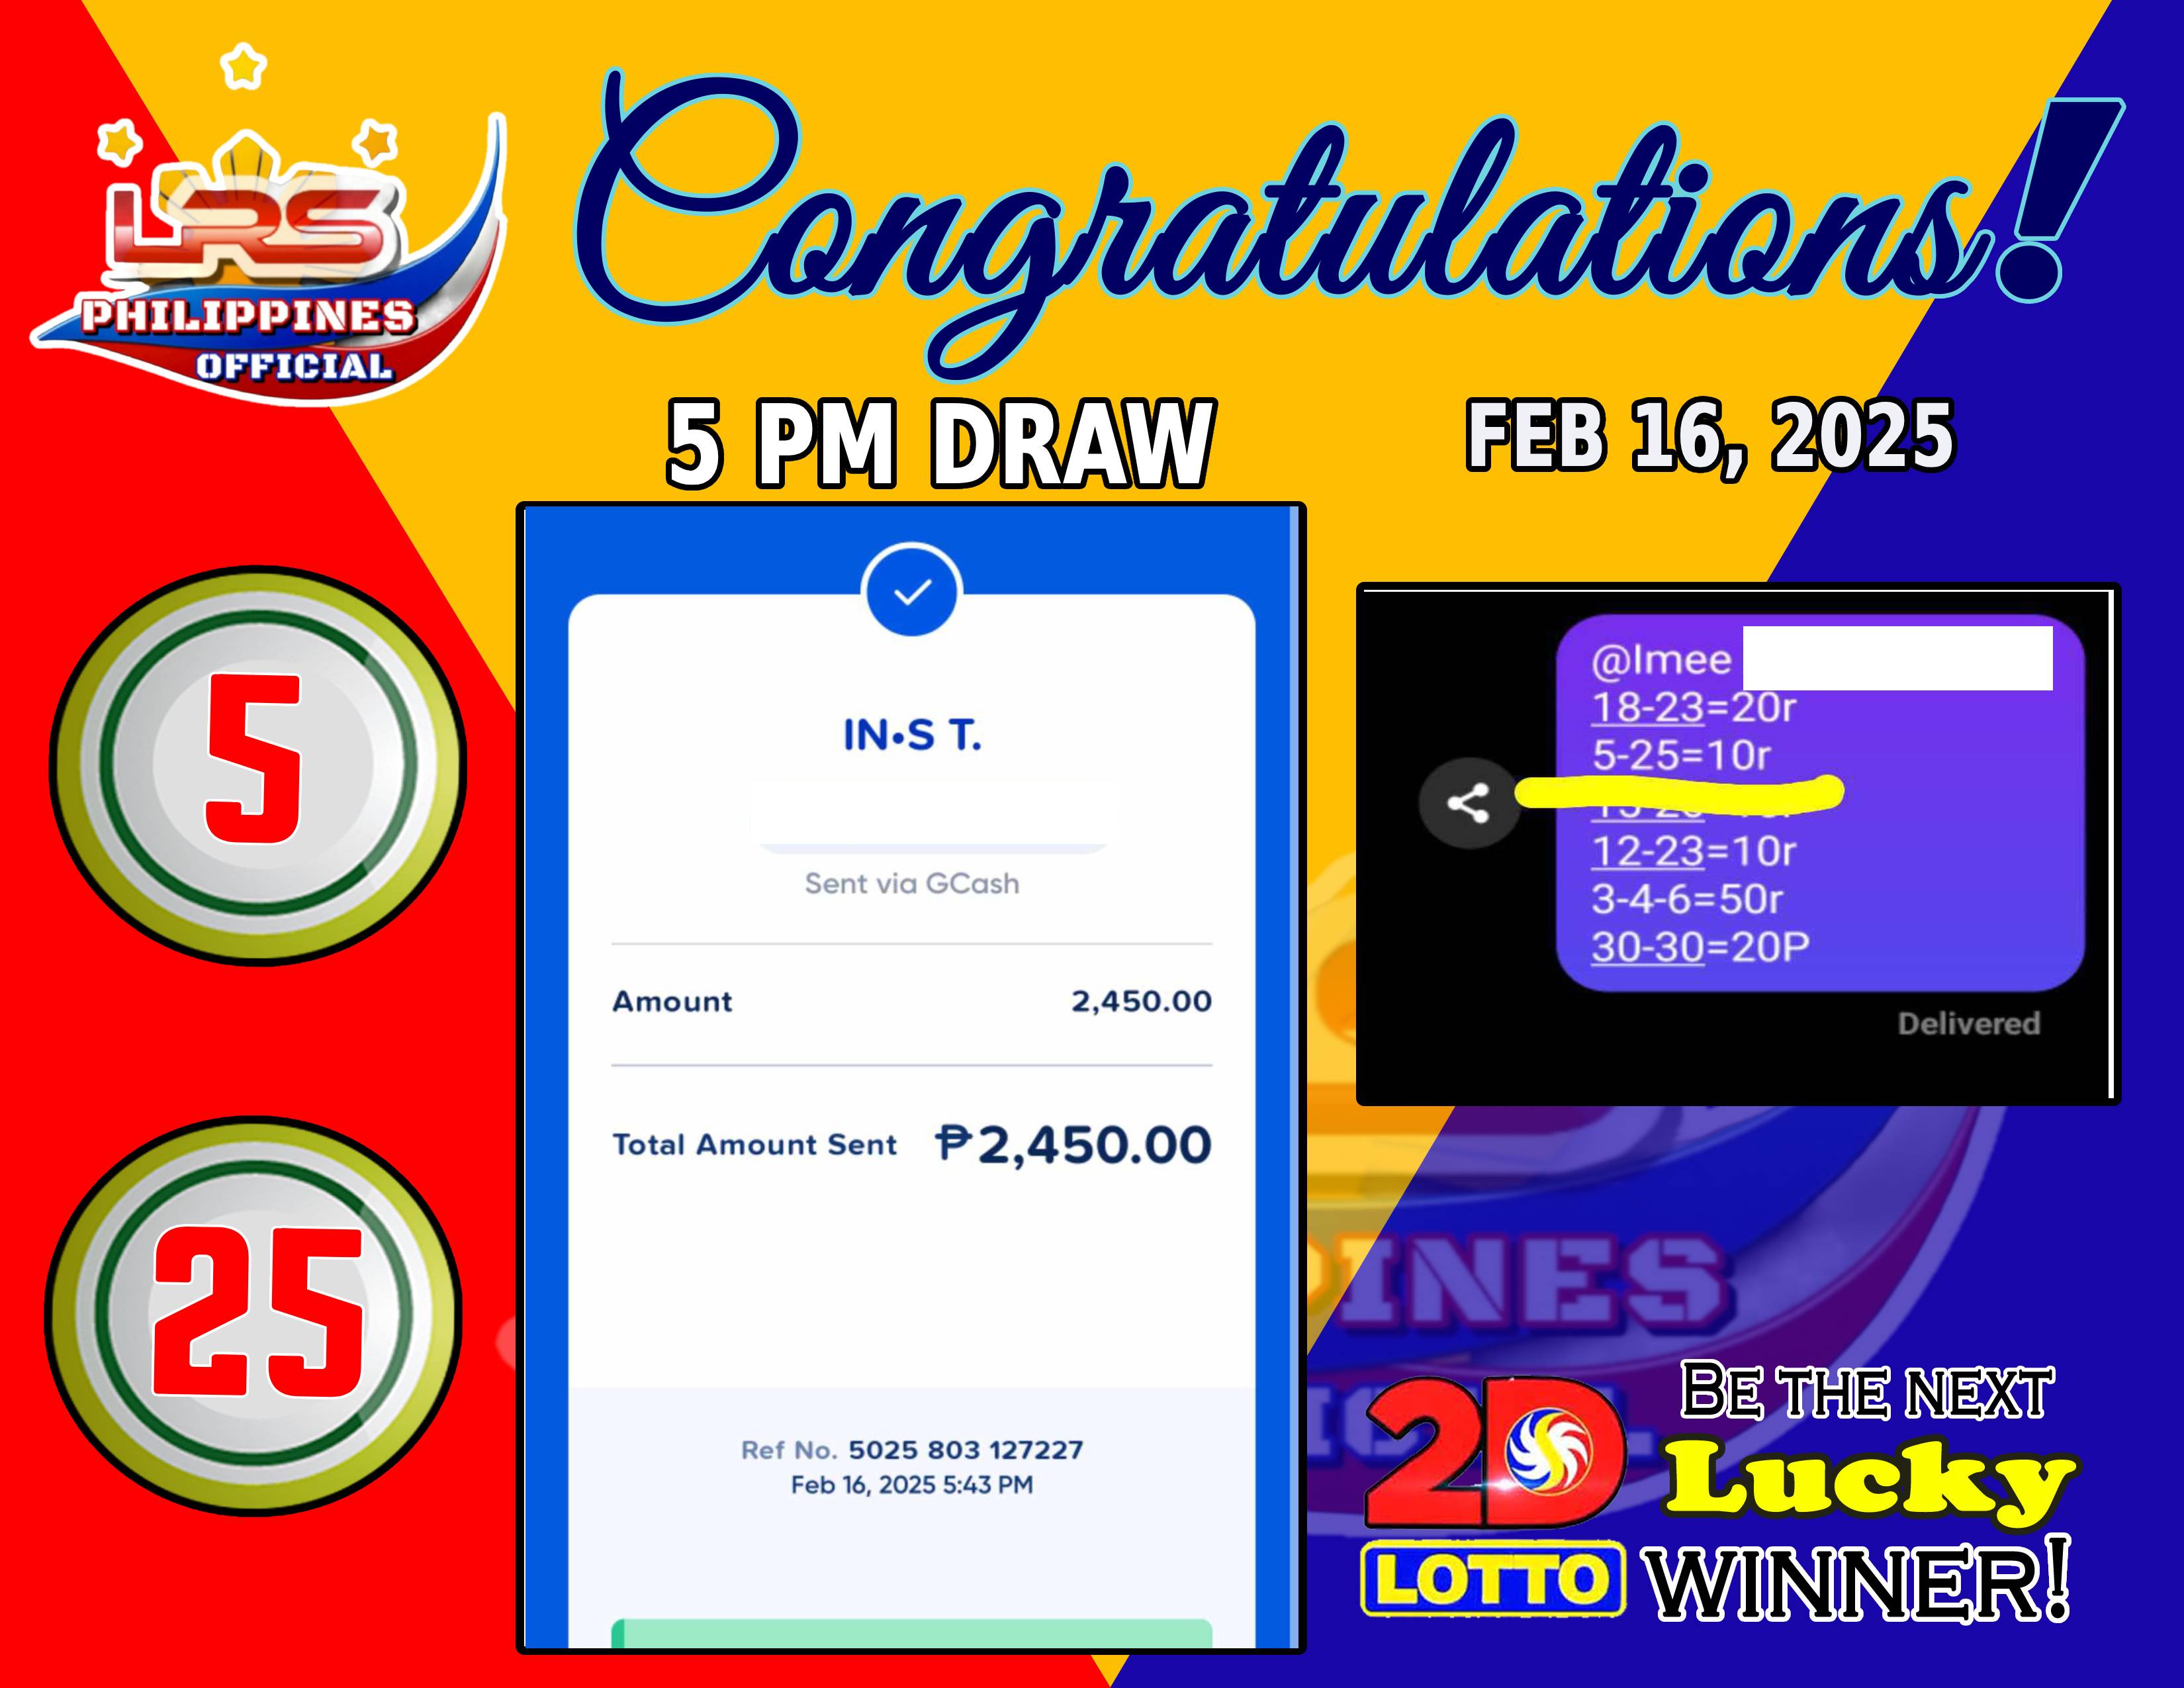 LRS
PHILIPPINES
OFFICIAL
Congratulations!
5 PM DRAW
FEB 16, 2025
5
25
IN•S T.
Sent via GCash
Amount 2,450.00
Total Amount Sent ₱2,450.00
Ref No. 5025 803 127227
Feb 16, 2025 5:43 PM
@Imee
18-23=20r
5-25=10r
12-23=10r
3-4-6=50r
30-30=20P
Delivered
PINES
2D
LOTTO
BE THE NEXT
Lucky
WINNER!